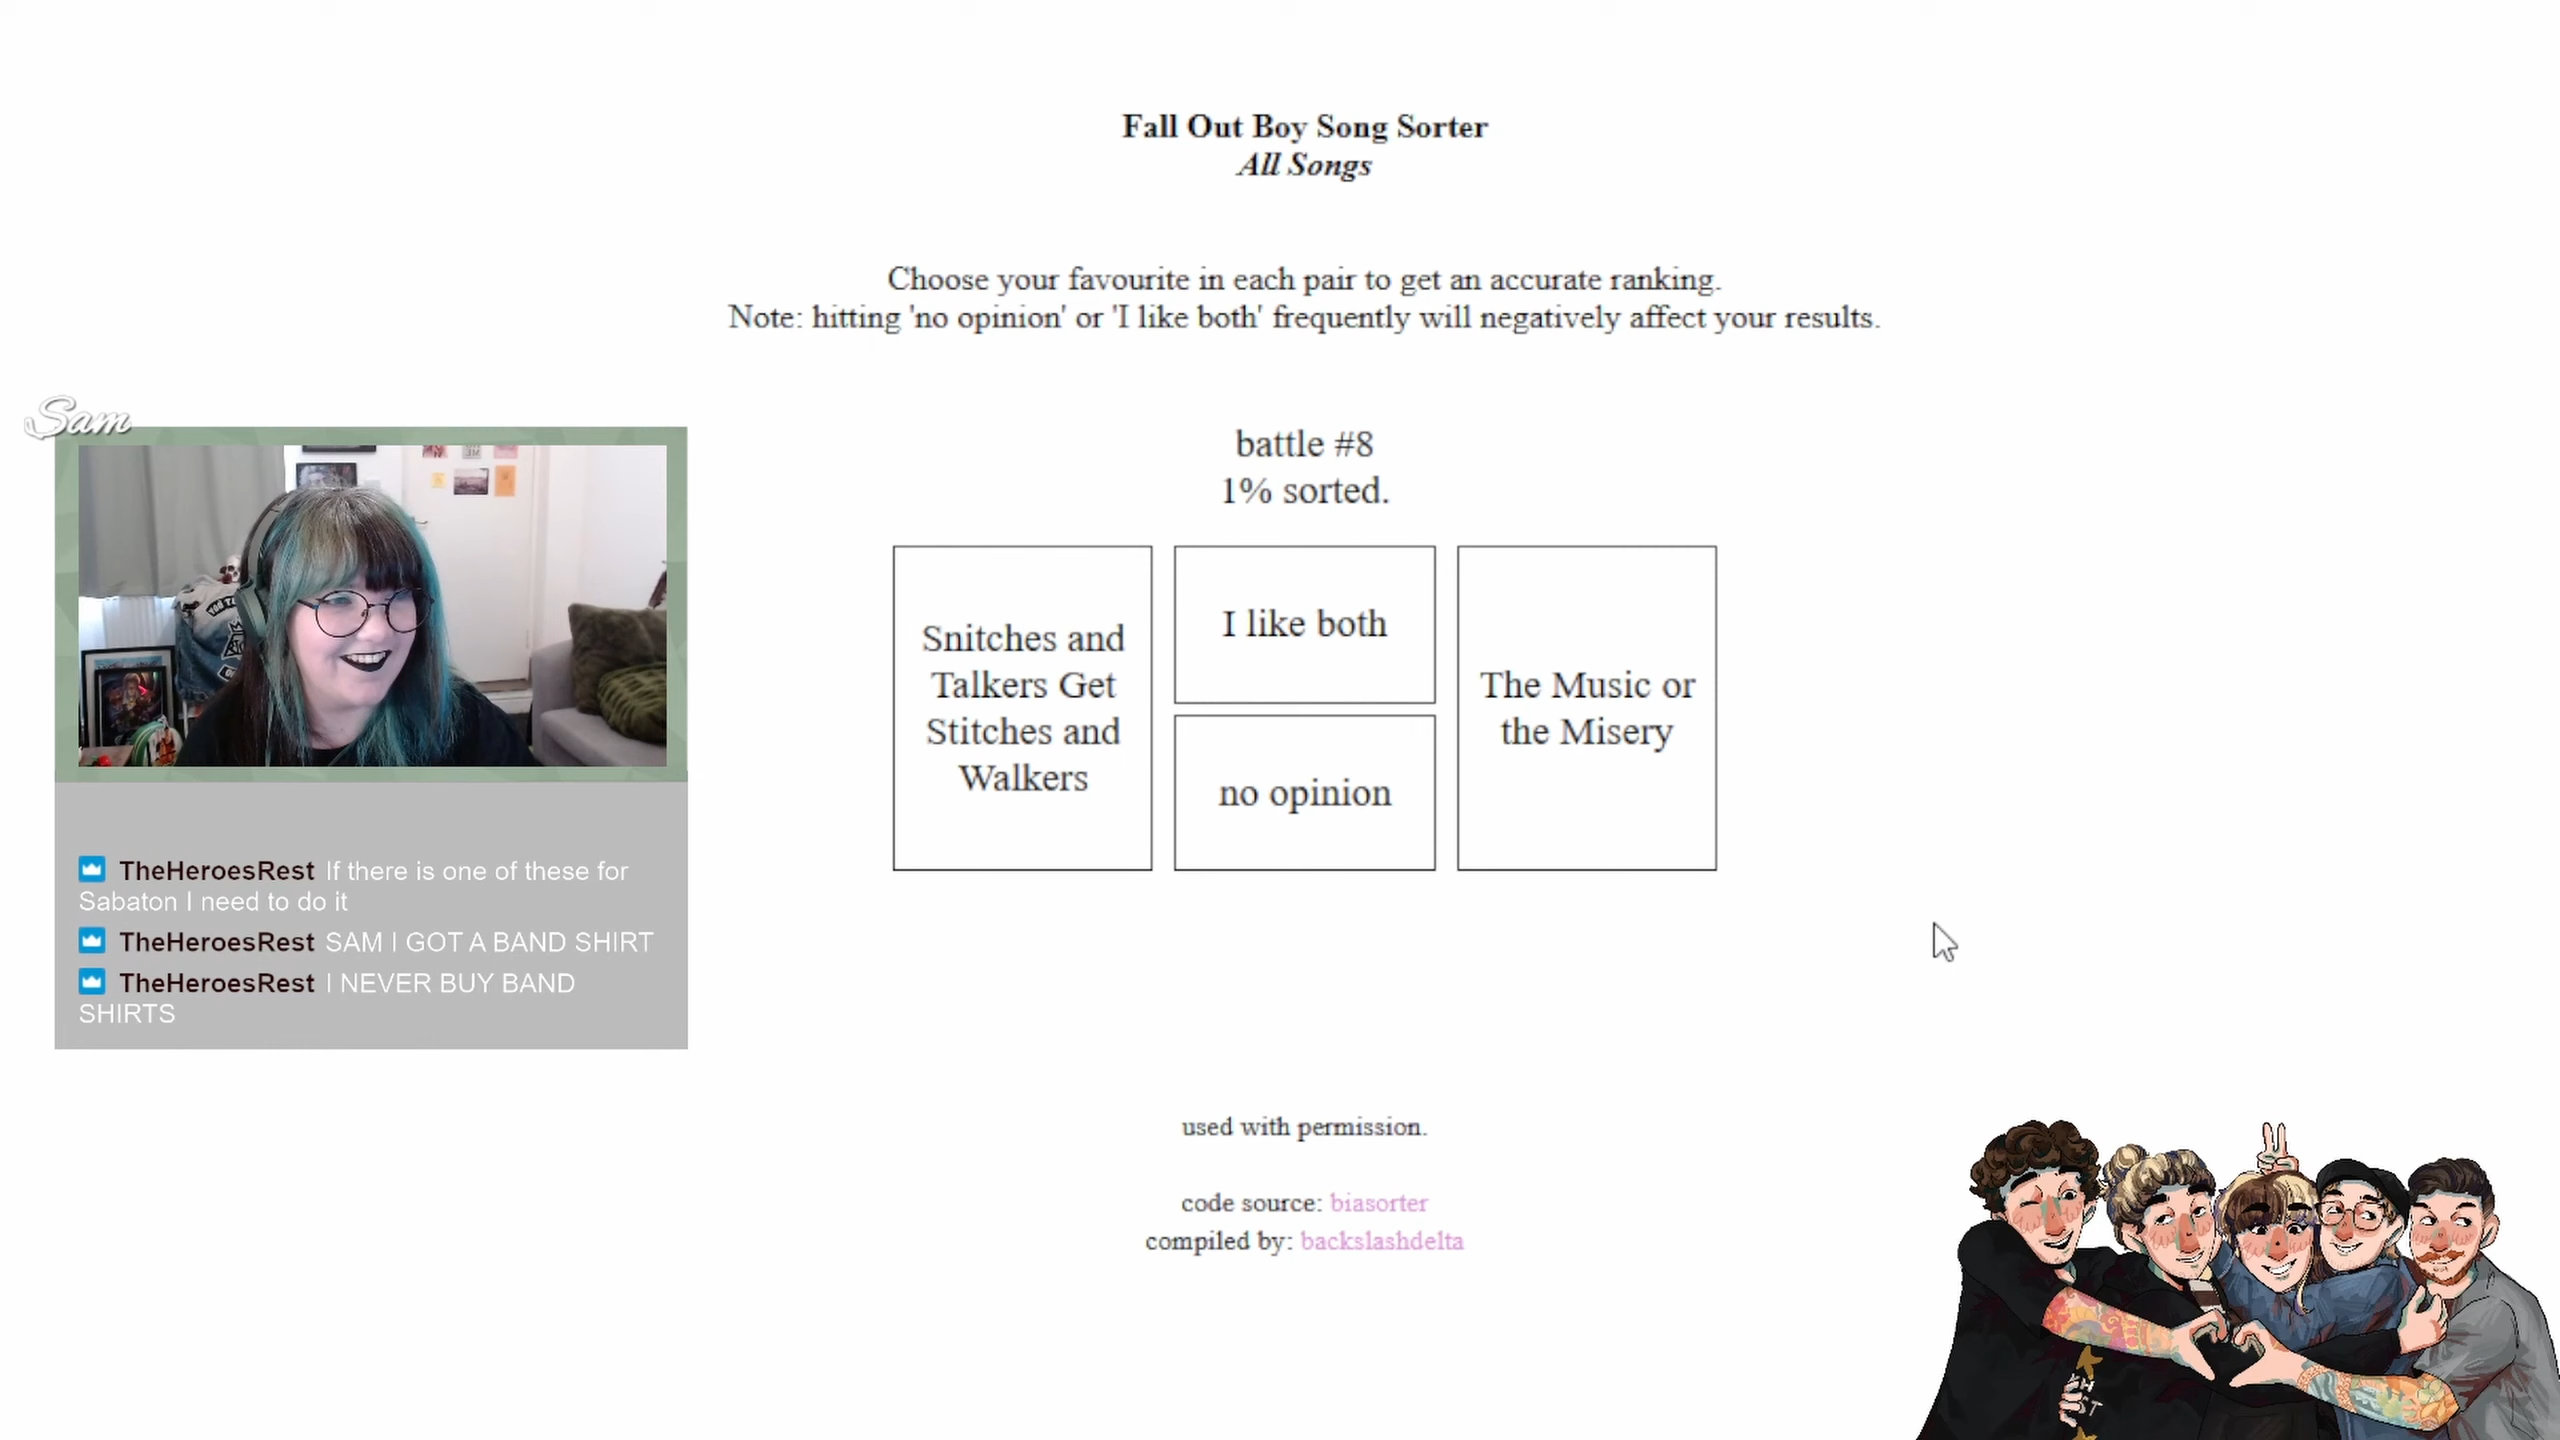 Fall Out Boy Song Sorter
All Songs
Choose your favourite in each pair to get an accurate ranking.
Note: hitting 'no opinion' or 'I like both' frequently will negatively affect your results.
Sam
battle #8
1% sorted.
Snitches and
Talkers Get
Stitches and
Walkers
I like both
no opinion
The Music or
the Misery
TheHeroesRest If there is one of these for
Sabaton I need to do it
TheHeroesRest SAM I GOT A BAND SHIRT
TheHeroesRest I NEVER BUY BAND
SHIRTS
used with permission.
code source: biasorter
compiled by: backslashdelta